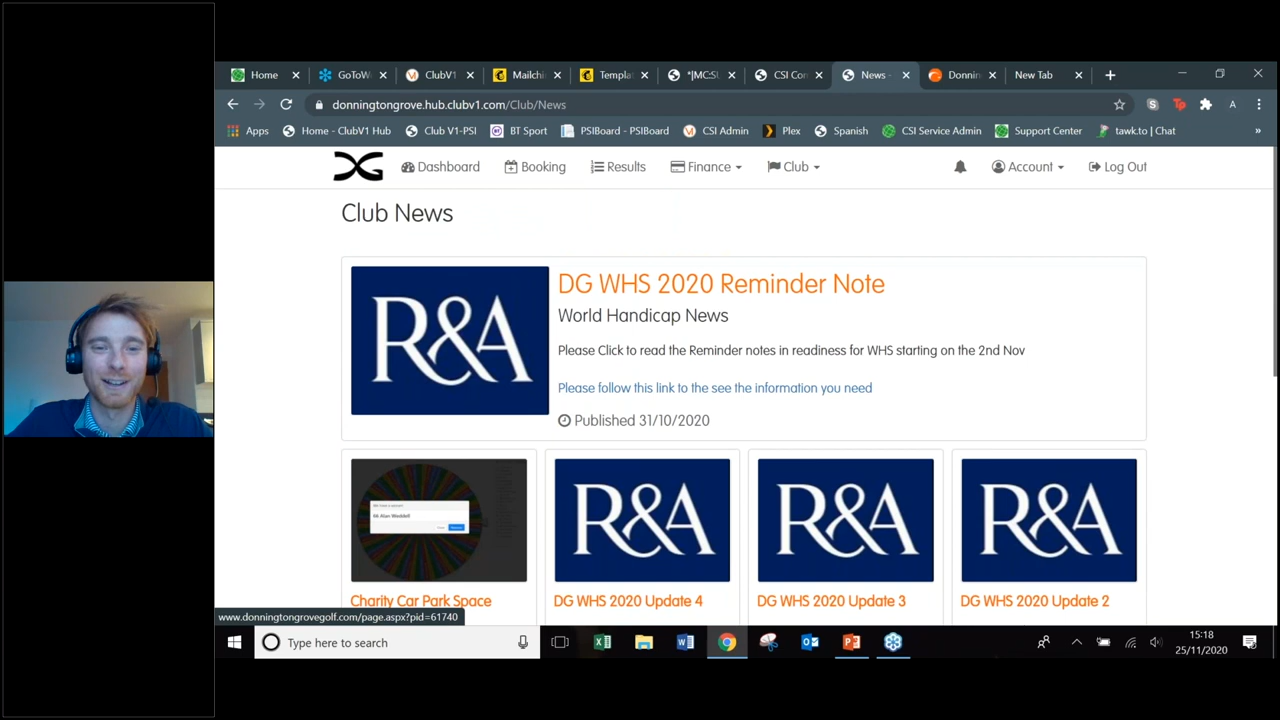 Home
GoToW
ClubV1
Mailchi
Templa
*|MC:SU
CSI Con
News -
Donnin
New Tab
donningtongrove.hub.clubv1.com/Club/News
A
Apps
Home - ClubV1 Hub
Club V1-PSI
BT Sport
PSIBoard - PSIBoard
CSI Admin
Plex
Spanish
CSI Service Admin
Support Center
tawk.to | Chat
»
Dashboard
Booking
Results
Finance
Club
Account
Log Out
Club News
R&A
DG WHS 2020 Reminder Note
World Handicap News
Please Click to read the Reminder notes in readiness for WHS starting on the 2nd Nov
Please follow this link to the see the information you need
Published 31/10/2020
R&A
R&A
R&A
Charity Car Park Space
DG WHS 2020 Update 4
DG WHS 2020 Update 3
DG WHS 2020 Update 2
www.donningtongrovegolf.com/page.aspx?pid=61740
Type here to search
15:18
25/11/2020